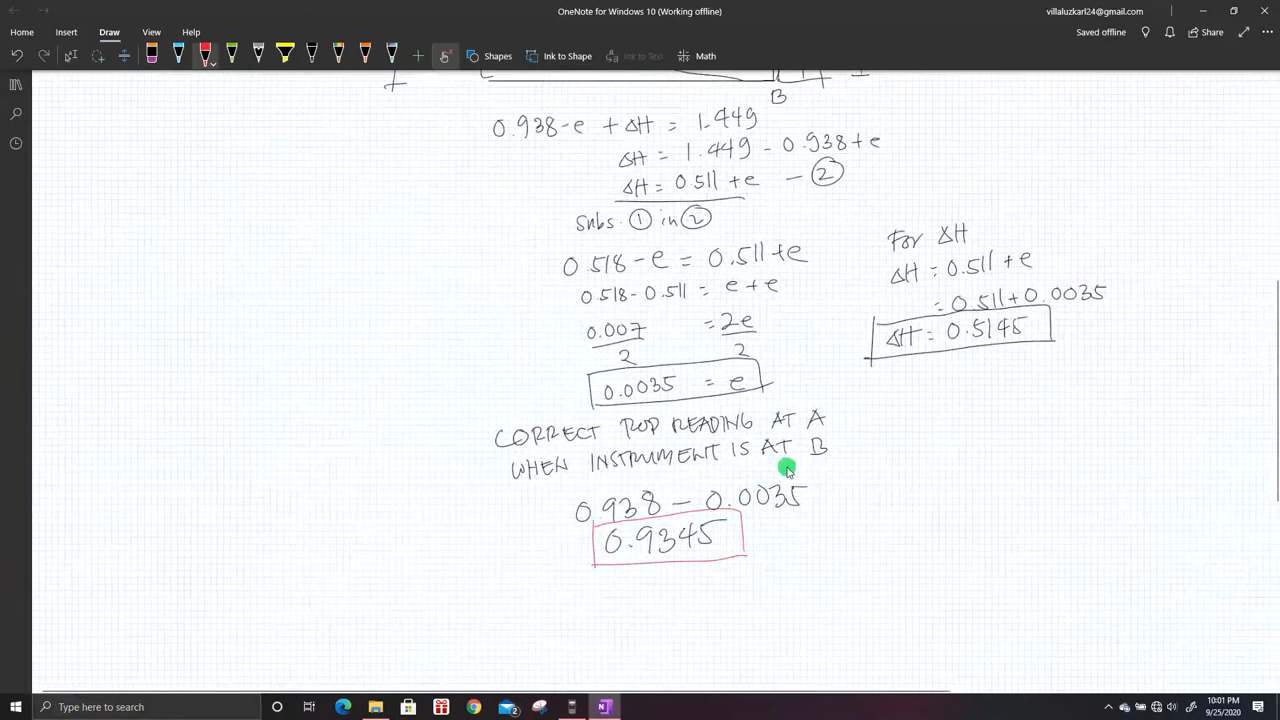 OneNote for Windows 10 (Working offline)
villaluzkarl24@gmail.com
Home Insert Draw View Help
Saved offline Share
Shapes Ink to Shape Ink to Text Math
B
0.938-e + ΔH = 1.449
ΔH = 1.449 - 0.938+e
ΔH = 0.511 +e - ②
Subs. ① in ②
0.518-e = 0.511+e
0.518-0.511 = e+e
0.007 = 2e
2 2
0.0035 = e
For ΔH
ΔH = 0.511 + e
= 0.511+0.0035
ΔH = 0.5145
CORRECT ROD READING AT A
WHEN INSTRUMENT IS AT B
0.938 - 0.0035
0.9345
Type here to search
2
10:01 PM
9/25/2020